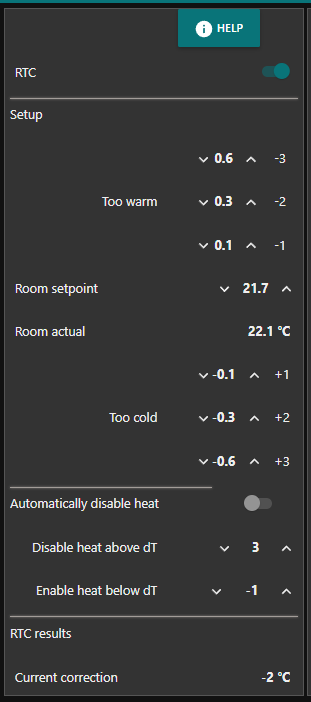 HELP
RTC
Setup
0.6 -3
Too warm 0.3 -2
0.1 -1
Room setpoint 21.7
Room actual 22.1 °C
-0.1 +1
Too cold -0.3 +2
-0.6 +3
Automatically disable heat
Disable heat above dT 3
Enable heat below dT -1
RTC results
Current correction -2 °C